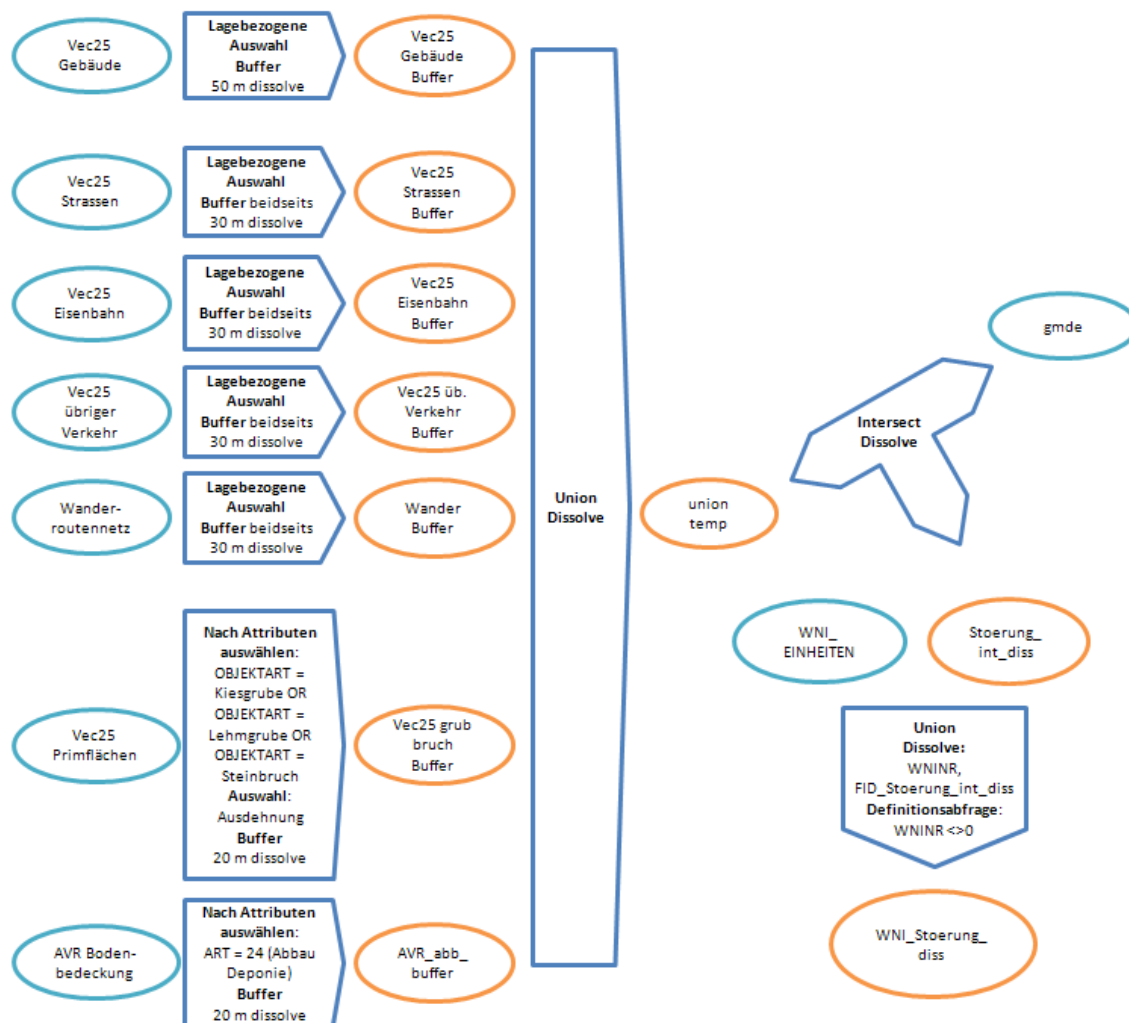 Vec25
Gebäude
Lagebezogene
Auswahl
Buffer
50 m dissolve
Vec25
Gebäude
Buffer
Vec25
Strassen
Lagebezogene
Auswahl
Buffer beidseits
30 m dissolve
Vec25
Strassen
Buffer
Vec25
Eisenbahn
Lagebezogene
Auswahl
Buffer beidseits
30 m dissolve
Vec25
Eisenbahn
Buffer
Vec25
übriger
Verkehr
Lagebezogene
Auswahl
Buffer beidseits
30 m dissolve
Vec25 üb.
Verkehr
Buffer
Wander-
routennetz
Lagebezogene
Auswahl
Buffer beidseits
30 m dissolve
Wander
Buffer
Vec25
Primflächen
Nach Attributen
auswählen:
OBJEKTART =
Kiesgrube OR
OBJEKTART =
Lehmgrube OR
OBJEKTART =
Steinbruch
Auswahl:
Ausdehnung
Buffer
20 m dissolve
Vec25 grub
bruch
Buffer
AVR Boden-
bedeckung
Nach Attributen
auswählen:
ART = 24 (Abbau
Deponie)
Buffer
20 m dissolve
AVR_abb_
buffer
Union
Dissolve
union
temp
Intersect
Dissolve
gmde
WNI_
EINHEITEN
Stoerung_
int_diss
Union
Dissolve:
WNINR,
FID_Stoerung_int_diss
Definitionsabfrage:
WNINR <>0
WNI_Stoerung_
diss